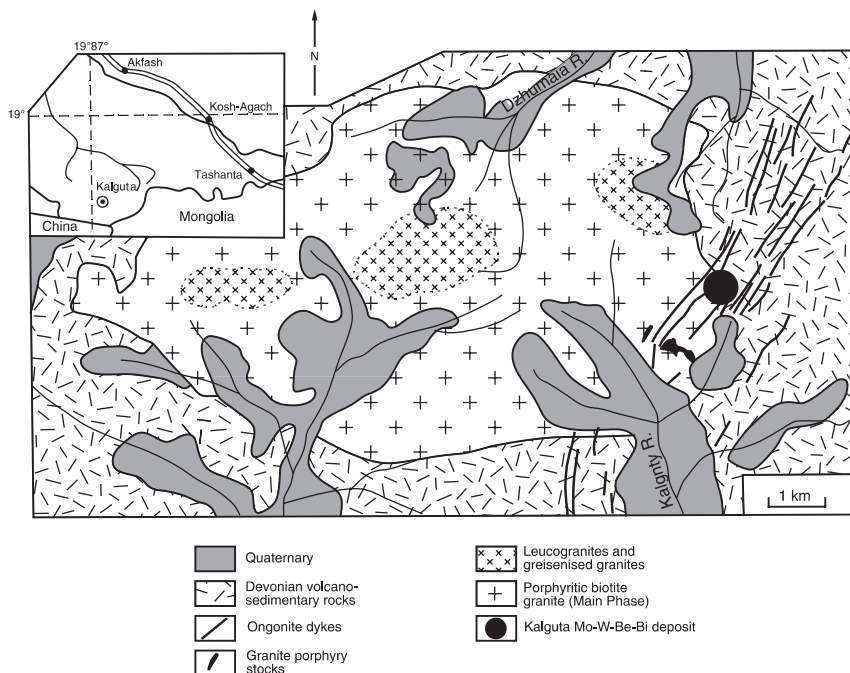 19°87°
N
Akfash
Dzhumala R.
19°
Kosh-Agach
Tashanta
Kalguta
Mongolia
China
Kalgnty R.
1 km
Quaternary
Leucogranites and
greisenised granites
Devonian volcano-
sedimentary rocks
Porphyritic biotite
granite (Main Phase)
Ongonite dykes
Kalguta Mo-W-Be-Bi deposit
Granite porphyry
stocks